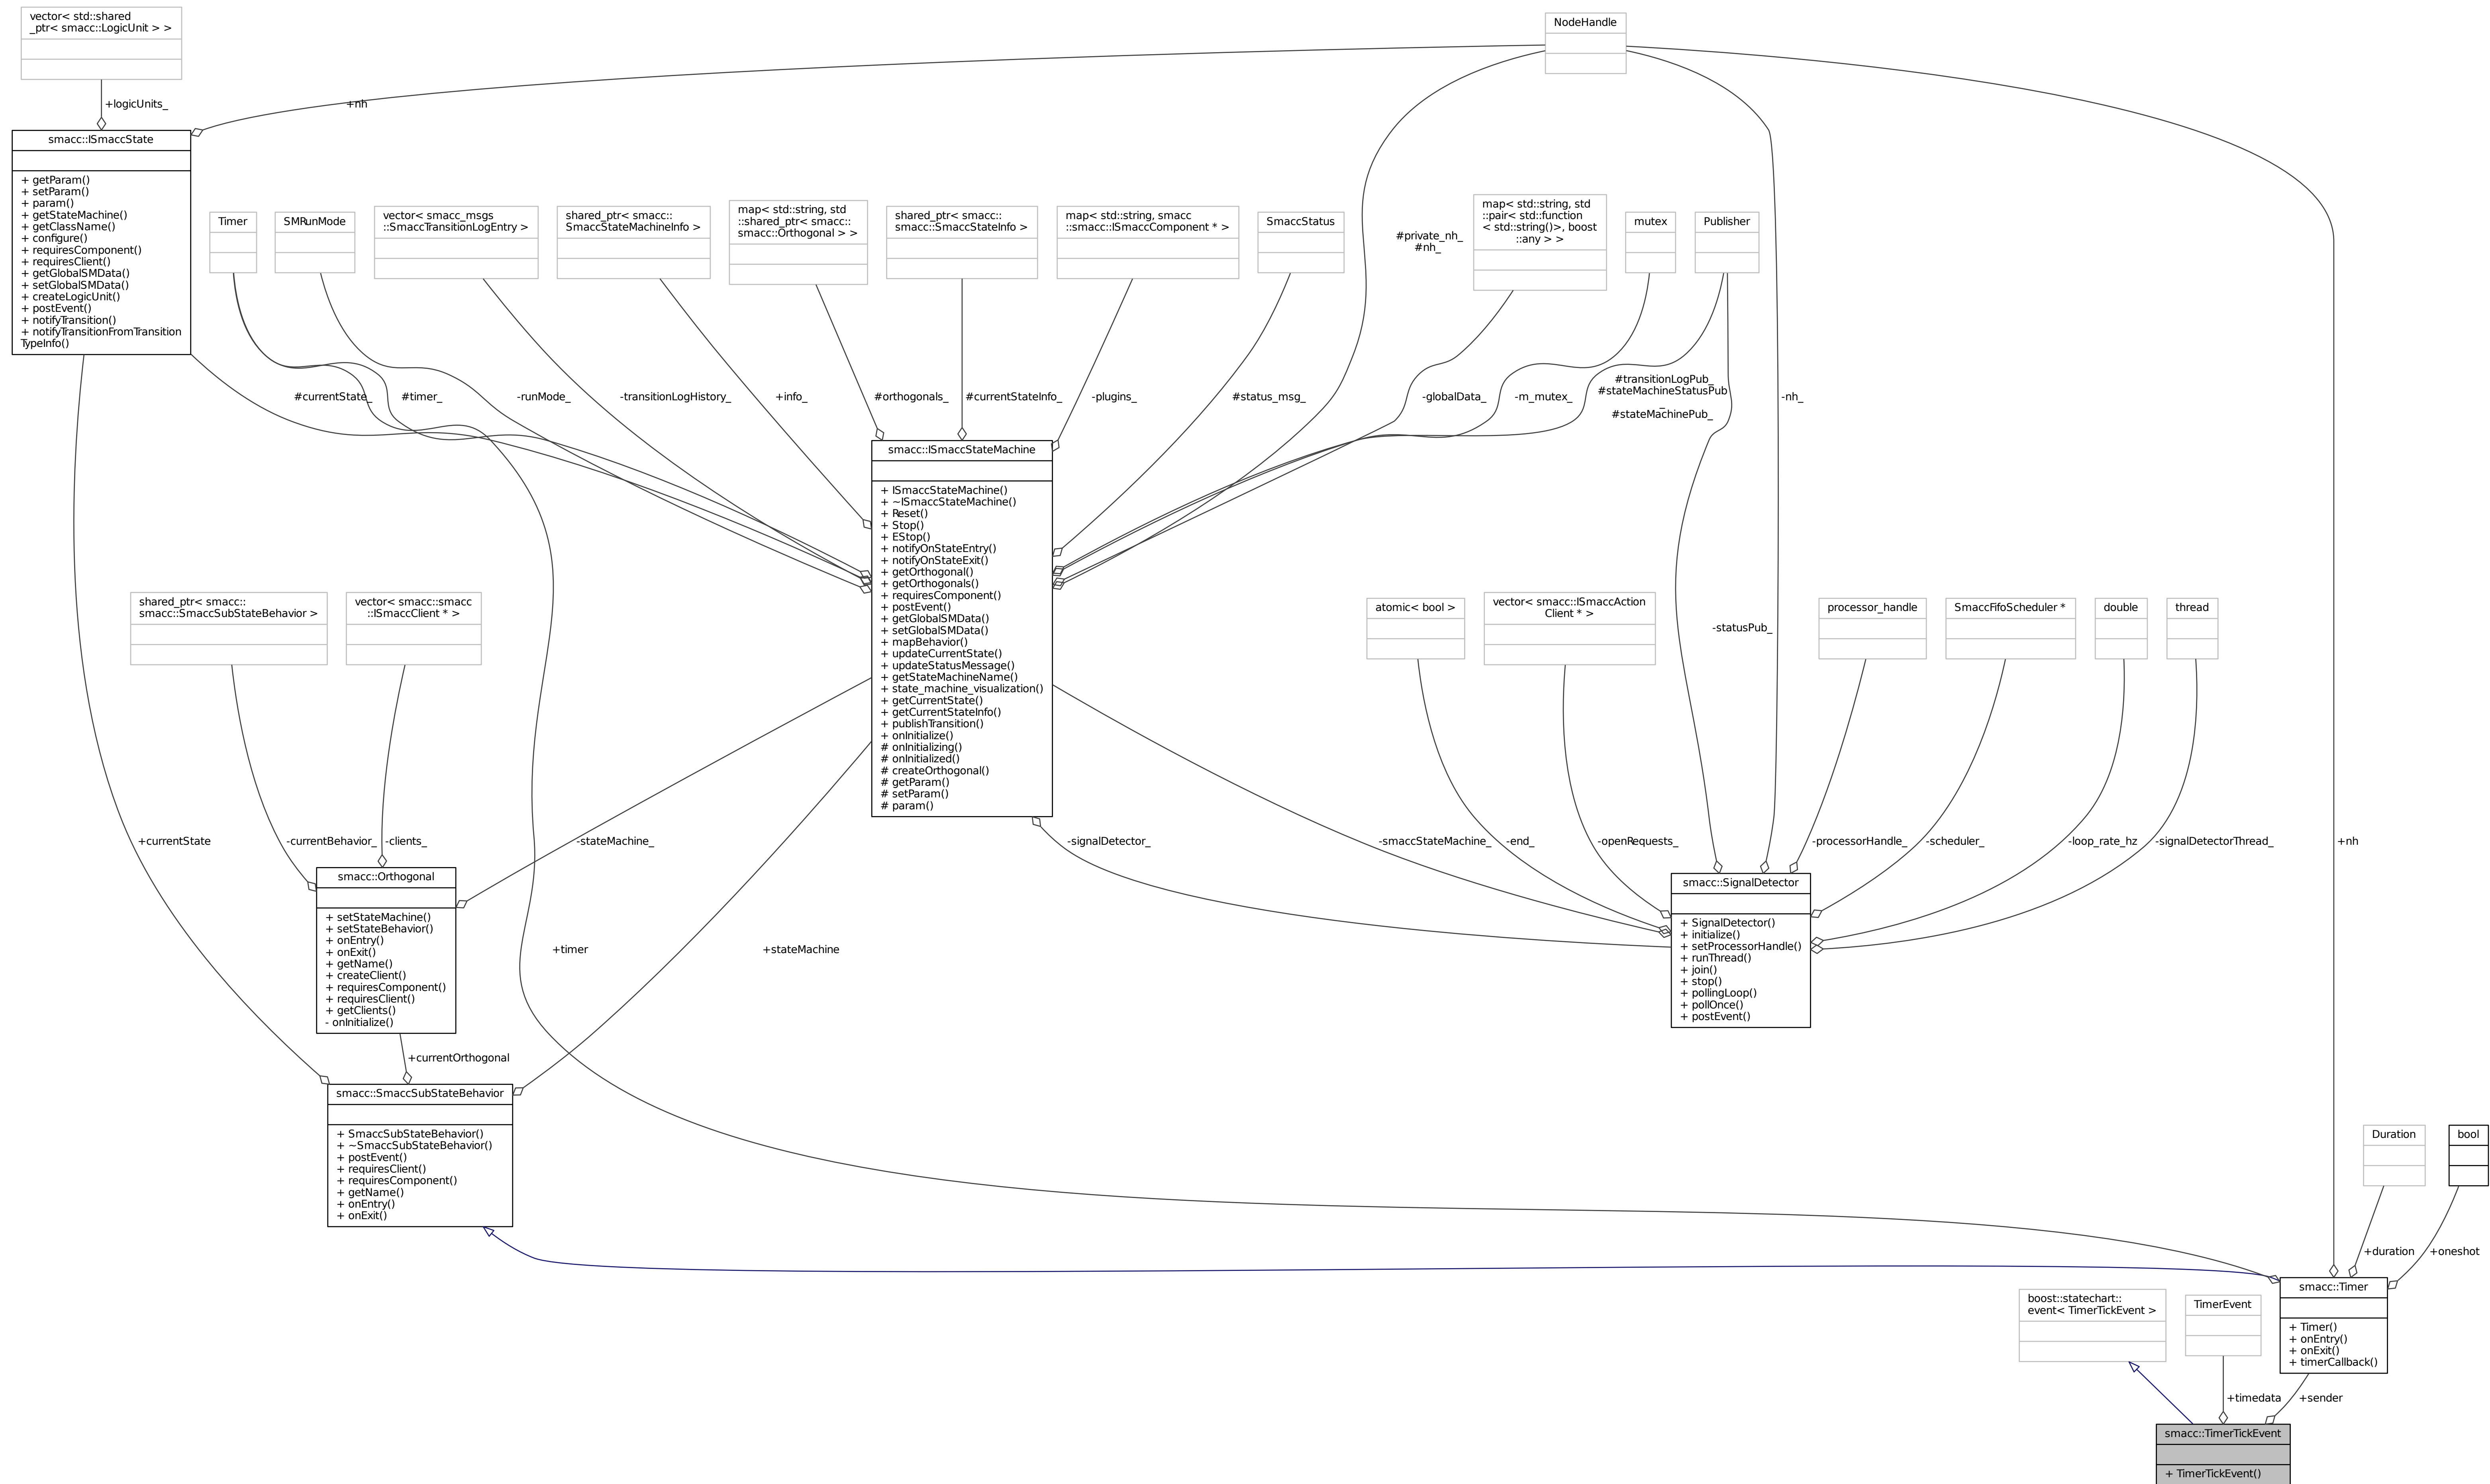 vector< std::shared
_ptr< smacc::LogicUnit > >
NodeHandle
+logicUnits_
+nh
smacc::ISmaccState
+ getParam()
+ setParam()
+ param()
+ getStateMachine()
+ getClassName()
+ configure()
+ requiresComponent()
+ requiresClient()
+ getGlobalSMData()
+ setGlobalSMData()
+ createLogicUnit()
+ postEvent()
+ notifyTransition()
+ notifyTransitionFromTransition
TypeInfo()
Timer
SMRunMode
vector< smacc_msgs
::SmaccTransitionLogEntry >
shared_ptr< smacc::
SmaccStateMachineInfo >
map< std::string, std
::shared_ptr< smacc::
smacc::Orthogonal > >
shared_ptr< smacc::
smacc::SmaccStateInfo >
map< std::string, smacc
::smacc::ISmaccComponent * >
SmaccStatus
#private_nh_
#nh_
map< std::string, std
::pair< std::function
< std::string()>, boost
::any > >
mutex
Publisher
#currentState_
#timer_
-runMode_
-transitionLogHistory_
+info_
#orthogonals_
#currentStateInfo_
-plugins_
#status_msg_
-globalData_
-m_mutex_
#transitionLogPub_
#stateMachineStatusPub
_
#stateMachinePub_
-nh_
smacc::ISmaccStateMachine
+ ISmaccStateMachine()
+ ~ISmaccStateMachine()
+ Reset()
+ Stop()
+ EStop()
+ notifyOnStateEntry()
+ notifyOnStateExit()
+ getOrthogonal()
+ getOrthogonals()
+ requiresComponent()
+ postEvent()
+ getGlobalSMData()
+ setGlobalSMData()
+ mapBehavior()
+ updateCurrentState()
+ updateStatusMessage()
+ getStateMachineName()
+ state_machine_visualization()
+ getCurrentState()
+ getCurrentStateInfo()
+ publishTransition()
+ onInitialize()
# onInitializing()
# onInitialized()
# createOrthogonal()
# getParam()
# setParam()
# param()
shared_ptr< smacc::
smacc::SmaccSubStateBehavior >
vector< smacc::smacc
::ISmaccClient * >
atomic< bool >
vector< smacc::ISmaccAction
Client * >
-statusPub_
processor_handle
SmaccFifoScheduler *
double
thread
+currentState
-currentBehavior_
-clients_
-stateMachine_
-signalDetector_
-smaccStateMachine_
-end_
-openRequests_
-processorHandle_
-scheduler_
-loop_rate_hz
-signalDetectorThread_
+nh
smacc::Orthogonal
+ setStateMachine()
+ setStateBehavior()
+ onEntry()
+ onExit()
+ getName()
+ createClient()
+ requiresComponent()
+ requiresClient()
+ getClients()
- onInitialize()
+timer
+stateMachine
smacc::SignalDetector
+ SignalDetector()
+ initialize()
+ setProcessorHandle()
+ runThread()
+ join()
+ stop()
+ pollingLoop()
+ pollOnce()
+ postEvent()
+currentOrthogonal
smacc::SmaccSubStateBehavior
+ SmaccSubStateBehavior()
+ ~SmaccSubStateBehavior()
+ postEvent()
+ requiresClient()
+ requiresComponent()
+ getName()
+ onEntry()
+ onExit()
Duration
bool
+duration
+oneshot
boost::statechart::
event< TimerTickEvent >
TimerEvent
smacc::Timer
+ Timer()
+ onEntry()
+ onExit()
+ timerCallback()
+timedata
+sender
smacc::TimerTickEvent
+ TimerTickEvent()